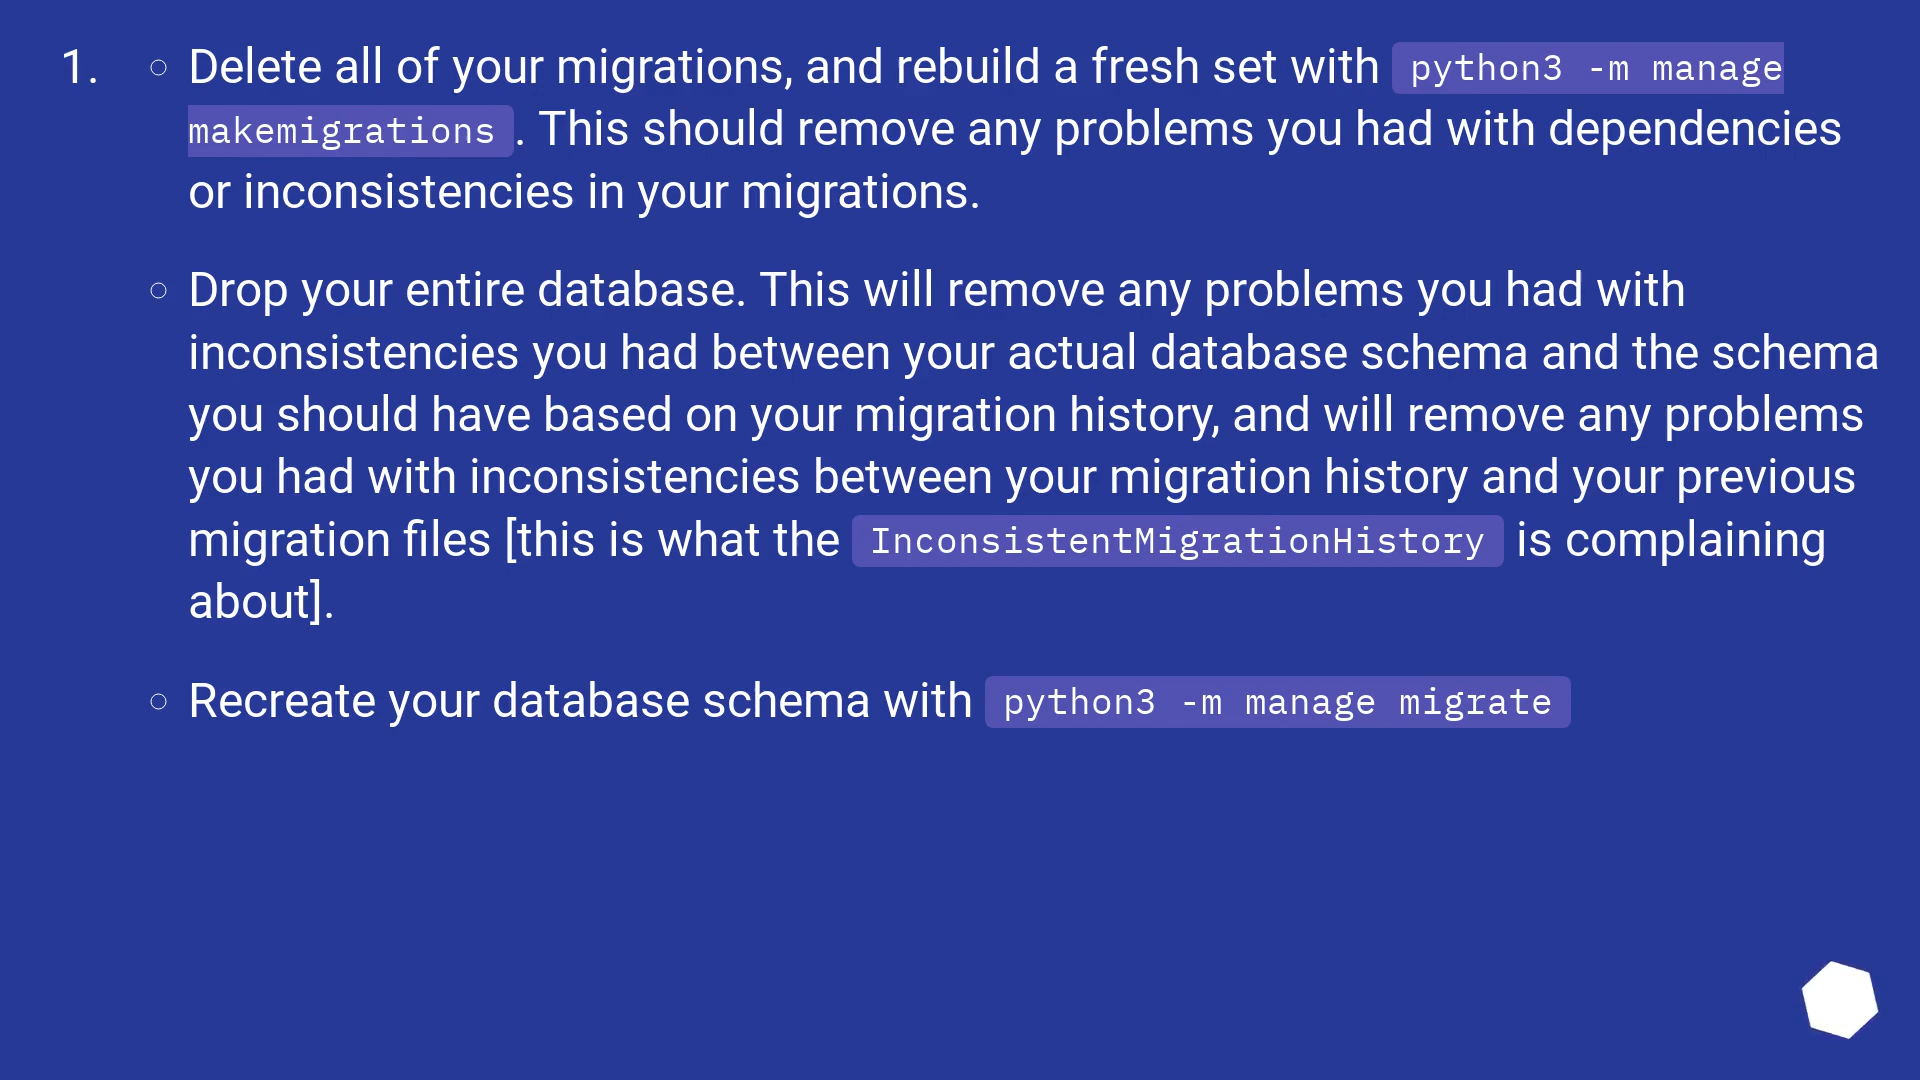 1. ○ Delete all of your migrations, and rebuild a fresh set with python3 -m manage
makemigrations . This should remove any problems you had with dependencies
or inconsistencies in your migrations.
○ Drop your entire database. This will remove any problems you had with
inconsistencies you had between your actual database schema and the schema
you should have based on your migration history, and will remove any problems
you had with inconsistencies between your migration history and your previous
migration files [this is what the InconsistentMigrationHistory is complaining
about].
○ Recreate your database schema with python3 -m manage migrate